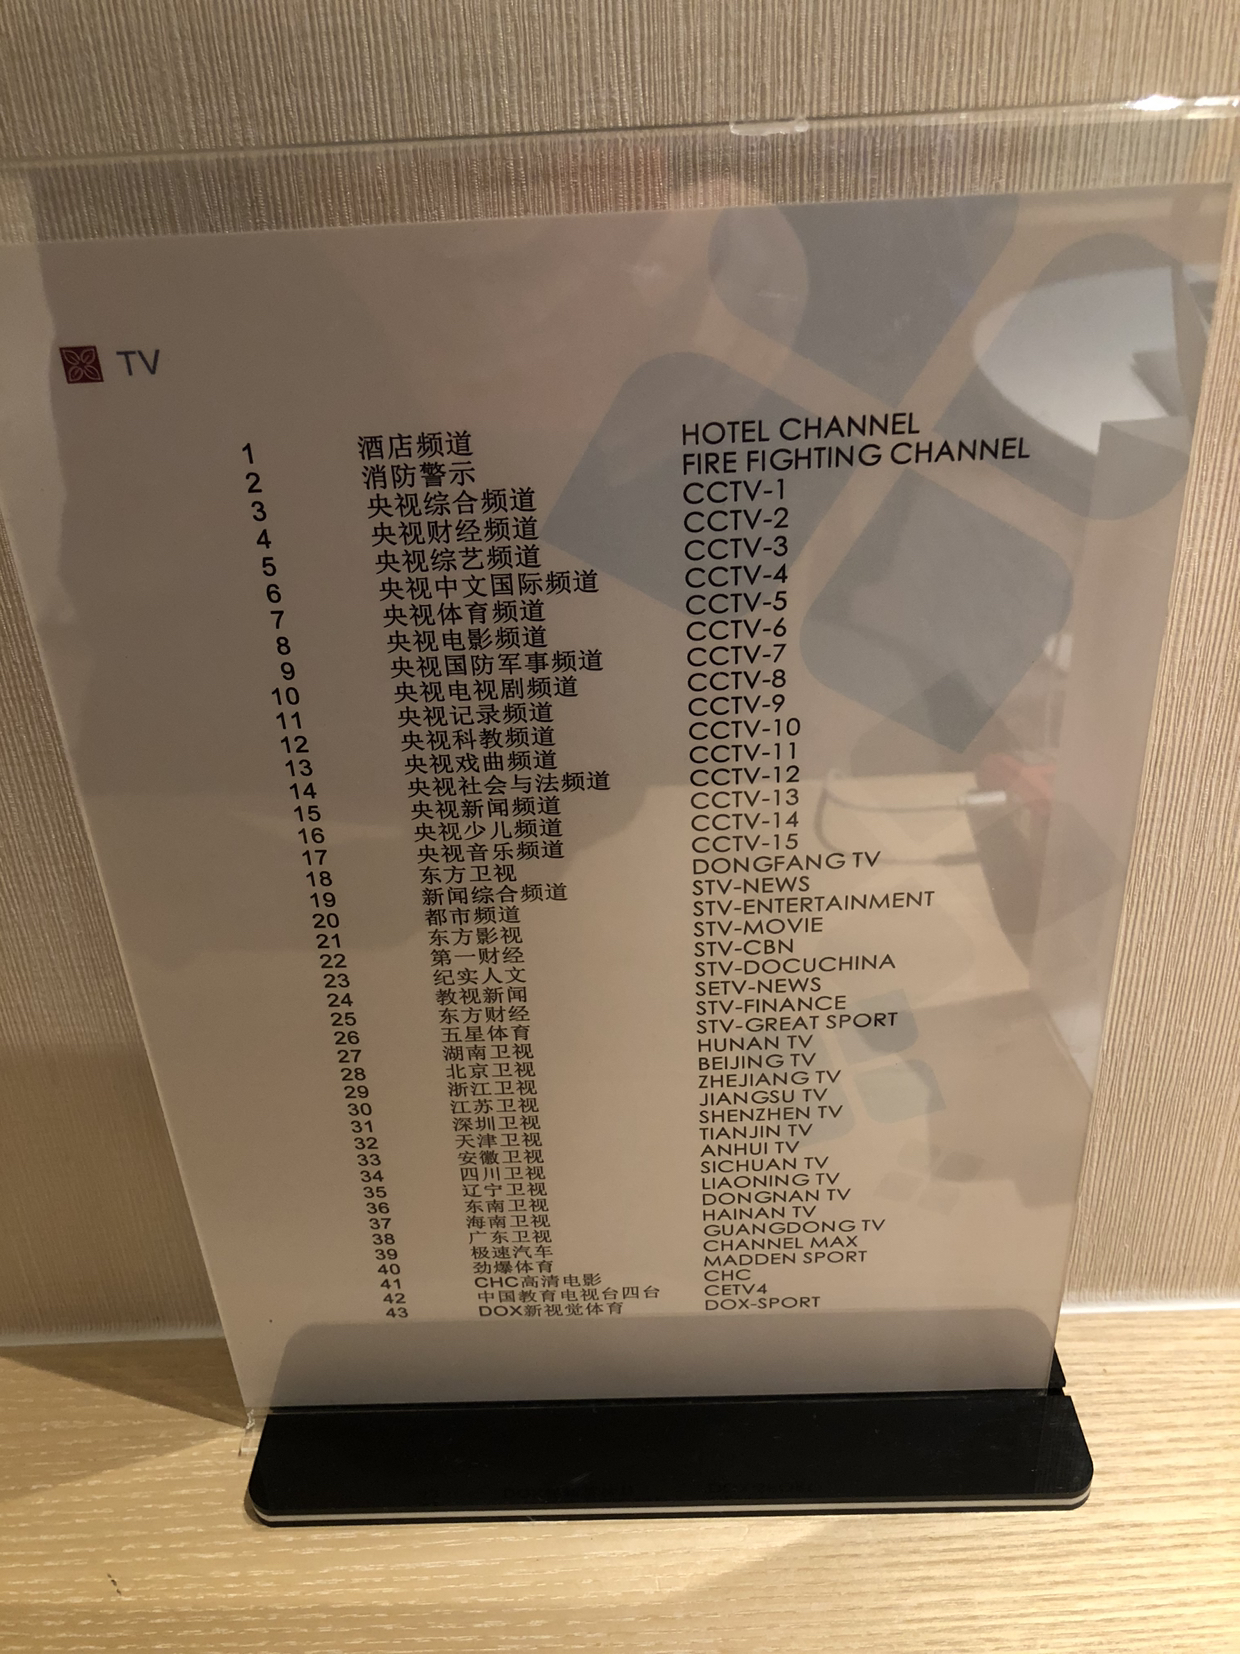 TV
1 酒店频道 HOTEL CHANNEL
2 消防警示 FIRE FIGHTING CHANNEL
3 央视综合频道 CCTV-1
4 央视财经频道 CCTV-2
5 央视综艺频道 CCTV-3
6 央视中文国际频道 CCTV-4
7 央视体育频道 CCTV-5
8 央视电影频道 CCTV-6
9 央视国防军事频道 CCTV-7
10 央视电视剧频道 CCTV-8
11 央视记录频道 CCTV-9
12 央视科教频道 CCTV-10
13 央视戏曲频道 CCTV-11
14 央视社会与法频道 CCTV-12
15 央视新闻频道 CCTV-13
16 央视少儿频道 CCTV-14
17 央视音乐频道 CCTV-15
18 东方卫视 DONGFANG TV
19 新闻综合频道 STV-NEWS
20 都市频道 STV-ENTERTAINMENT
21 东方影视 STV-MOVIE
22 第一财经 STV-CBN
23 纪实人文 STV-DOCUCHINA
24 教视新闻 SETV-NEWS
25 东方财经 STV-FINANCE
26 五星体育 STV-GREAT SPORT
27 湖南卫视 HUNAN TV
28 北京卫视 BEIJING TV
29 浙江卫视 ZHEJIANG TV
30 江苏卫视 JIANGSU TV
31 深圳卫视 SHENZHEN TV
32 天津卫视 TIANJIN TV
33 安徽卫视 ANHUI TV
34 四川卫视 SICHUAN TV
35 辽宁卫视 LIAONING TV
36 东南卫视 DONGNAN TV
37 海南卫视 HAINAN TV
38 广东卫视 GUANGDONG TV
39 极速汽车 CHANNEL MAX
40 劲爆体育 MADDEN SPORT
41 CHC高清电影 CHC
42 中国教育电视台四台 CETV4
43 DOX新视觉体育 DOX-SPORT